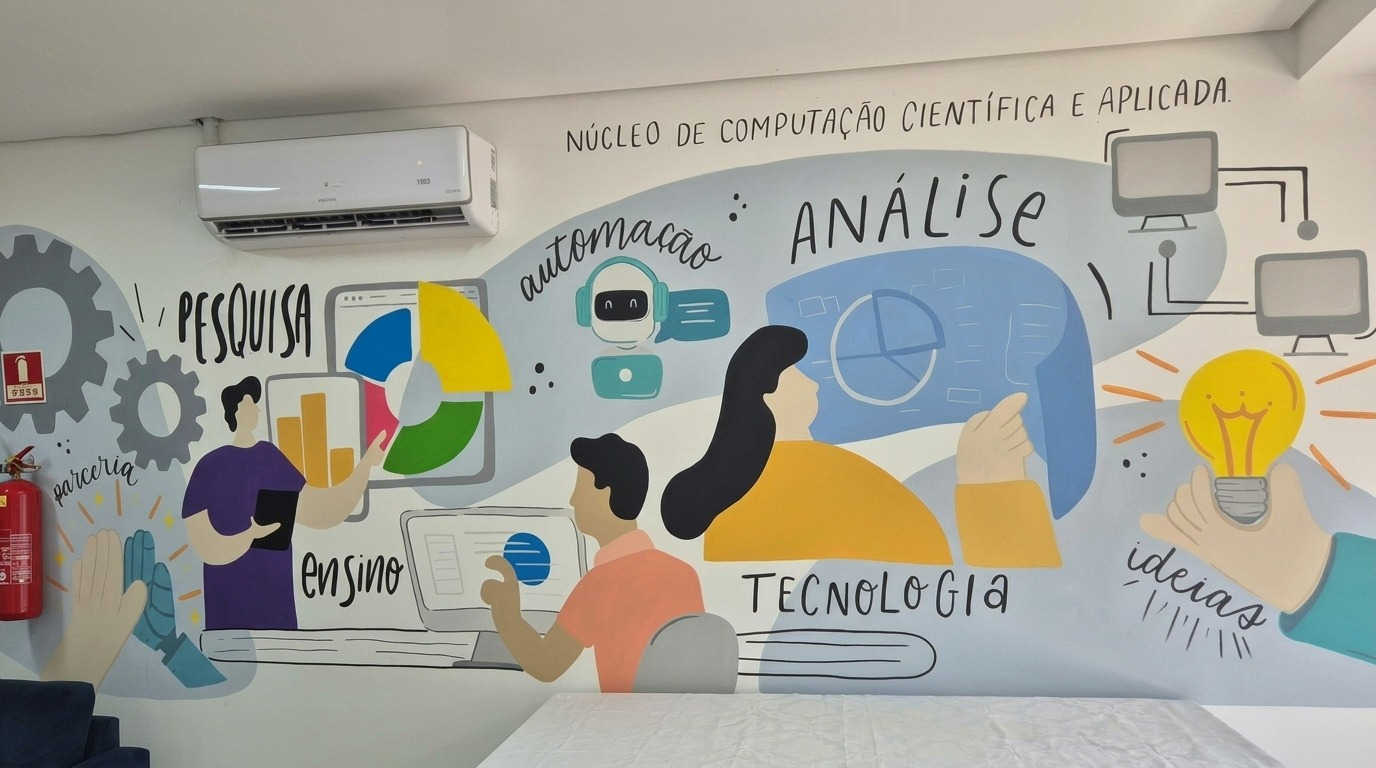 NÚCLEO DE COMPUTAÇÃO CIENTÍFICA E APLICADA.
ANÁLiSe
automação
PESQUISA
parceria
ensino
TECNOLOGIa
ideias